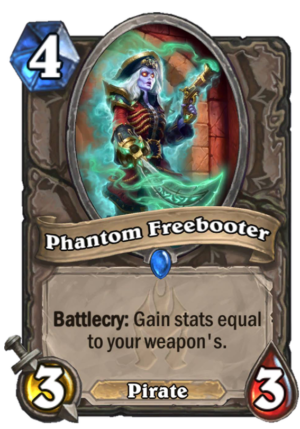 4
Phantom Freebooter
Battlecry: Gain stats equal
to your weapon's.
3
Pirate
3